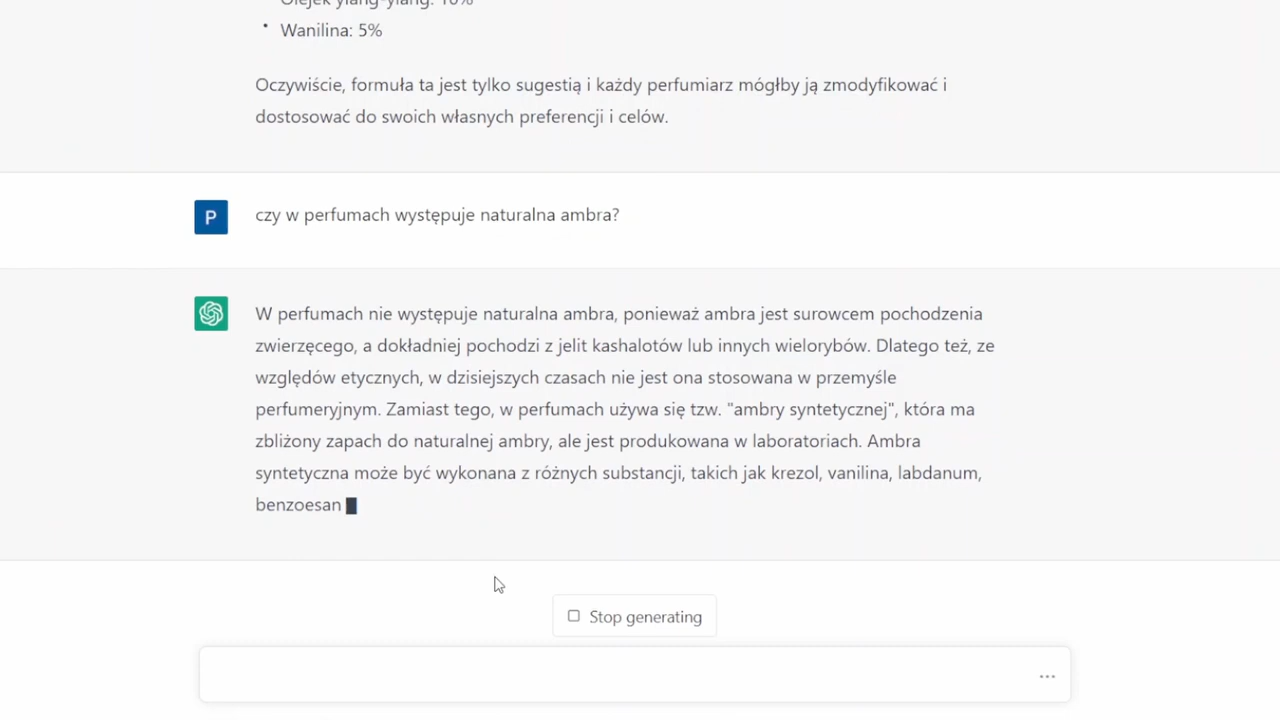 Olejek ylang-ylang: 10%
Wanilina: 5%
Oczywiście, formuła ta jest tylko sugestią i każdy perfumiarz mógłby ją zmodyfikować i
dostosować do swoich własnych preferencji i celów.
P
czy w perfumach występuje naturalna ambra?
W perfumach nie występuje naturalna ambra, ponieważ ambra jest surowcem pochodzenia
zwierzęcego, a dokładniej pochodzi z jelit kashalotów lub innych wielorybów. Dlatego też, ze
względów etycznych, w dzisiejszych czasach nie jest ona stosowana w przemyśle
perfumeryjnym. Zamiast tego, w perfumach używa się tzw. "ambry syntetycznej", która ma
zbliżony zapach do naturalnej ambry, ale jest produkowana w laboratoriach. Ambra
syntetyczna może być wykonana z różnych substancji, takich jak krezol, vanilina, labdanum,
benzoesan
Stop generating